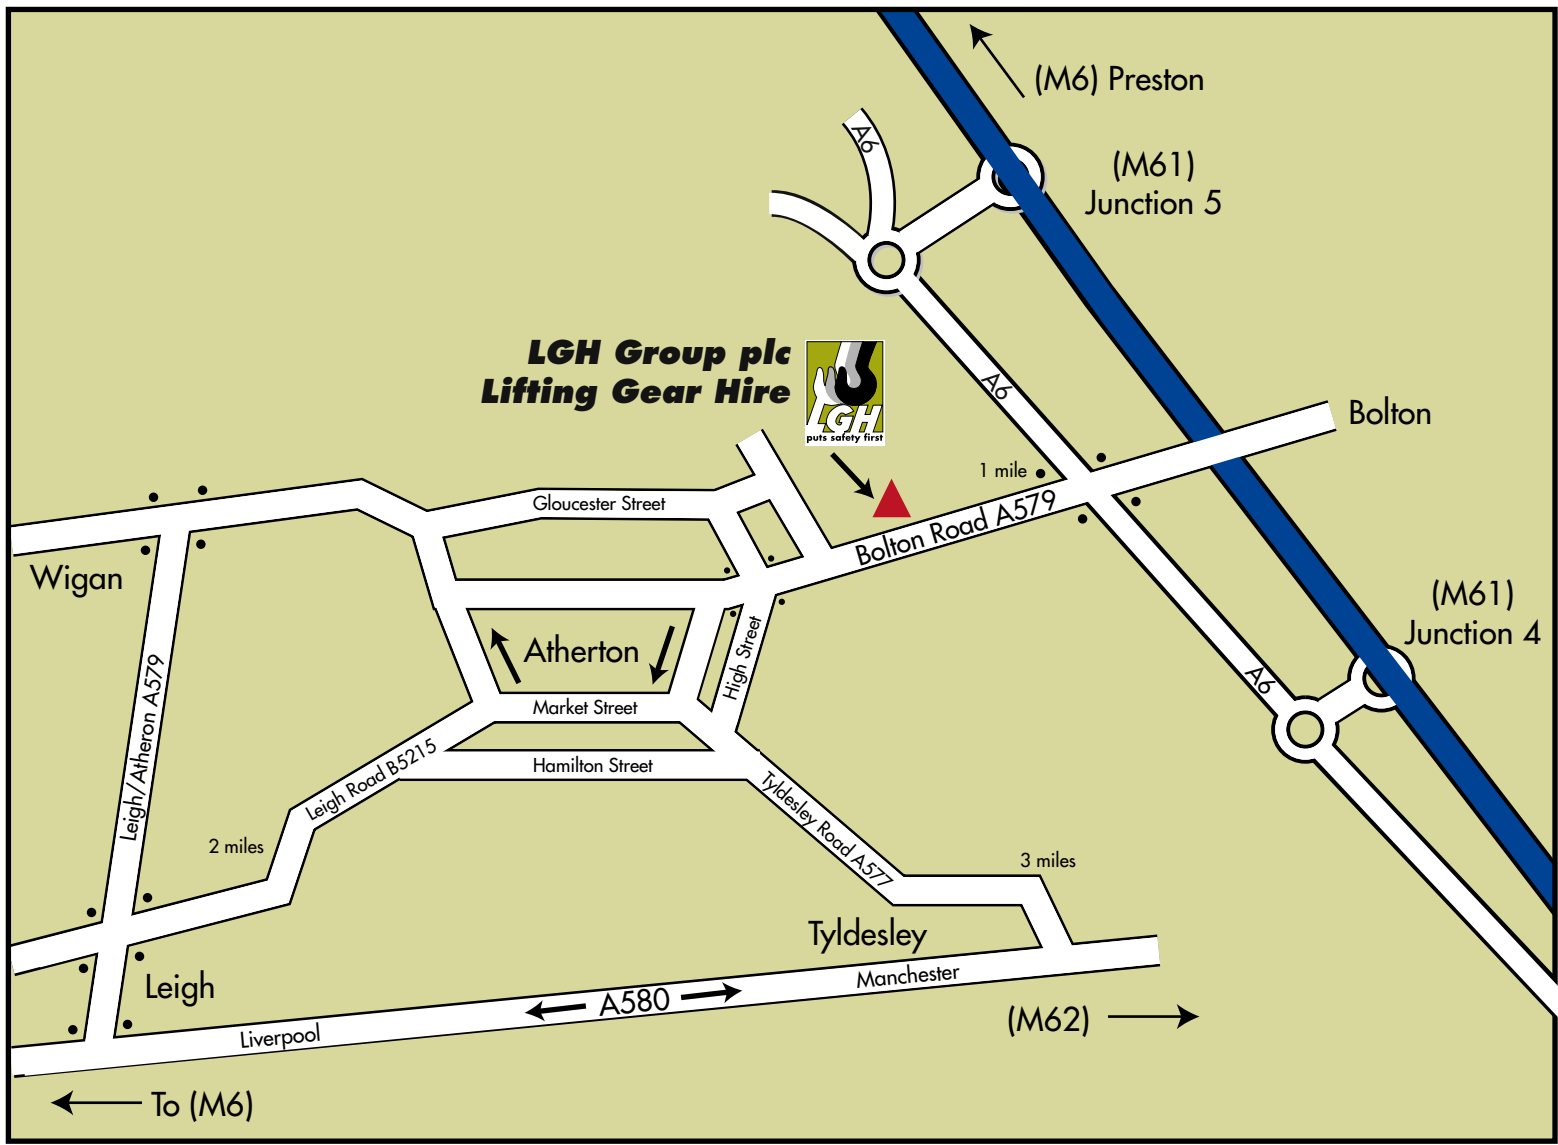 (M6) Preston
A6
(M61)
Junction 5
LGH Group plc
Lifting Gear Hire
LGH
puts safety first
A6
Bolton
1 mile
Bolton Road A579
Gloucester Street
Wigan
(M61)
Junction 4
Atherton
High Street
A6
Leigh/Atheron A579
Market Street
Leigh Road B5215
Hamilton Street
Tyldesley Road A577
2 miles
3 miles
Tyldesley
Manchester
Leigh
A580
Liverpool
(M62)
To (M6)